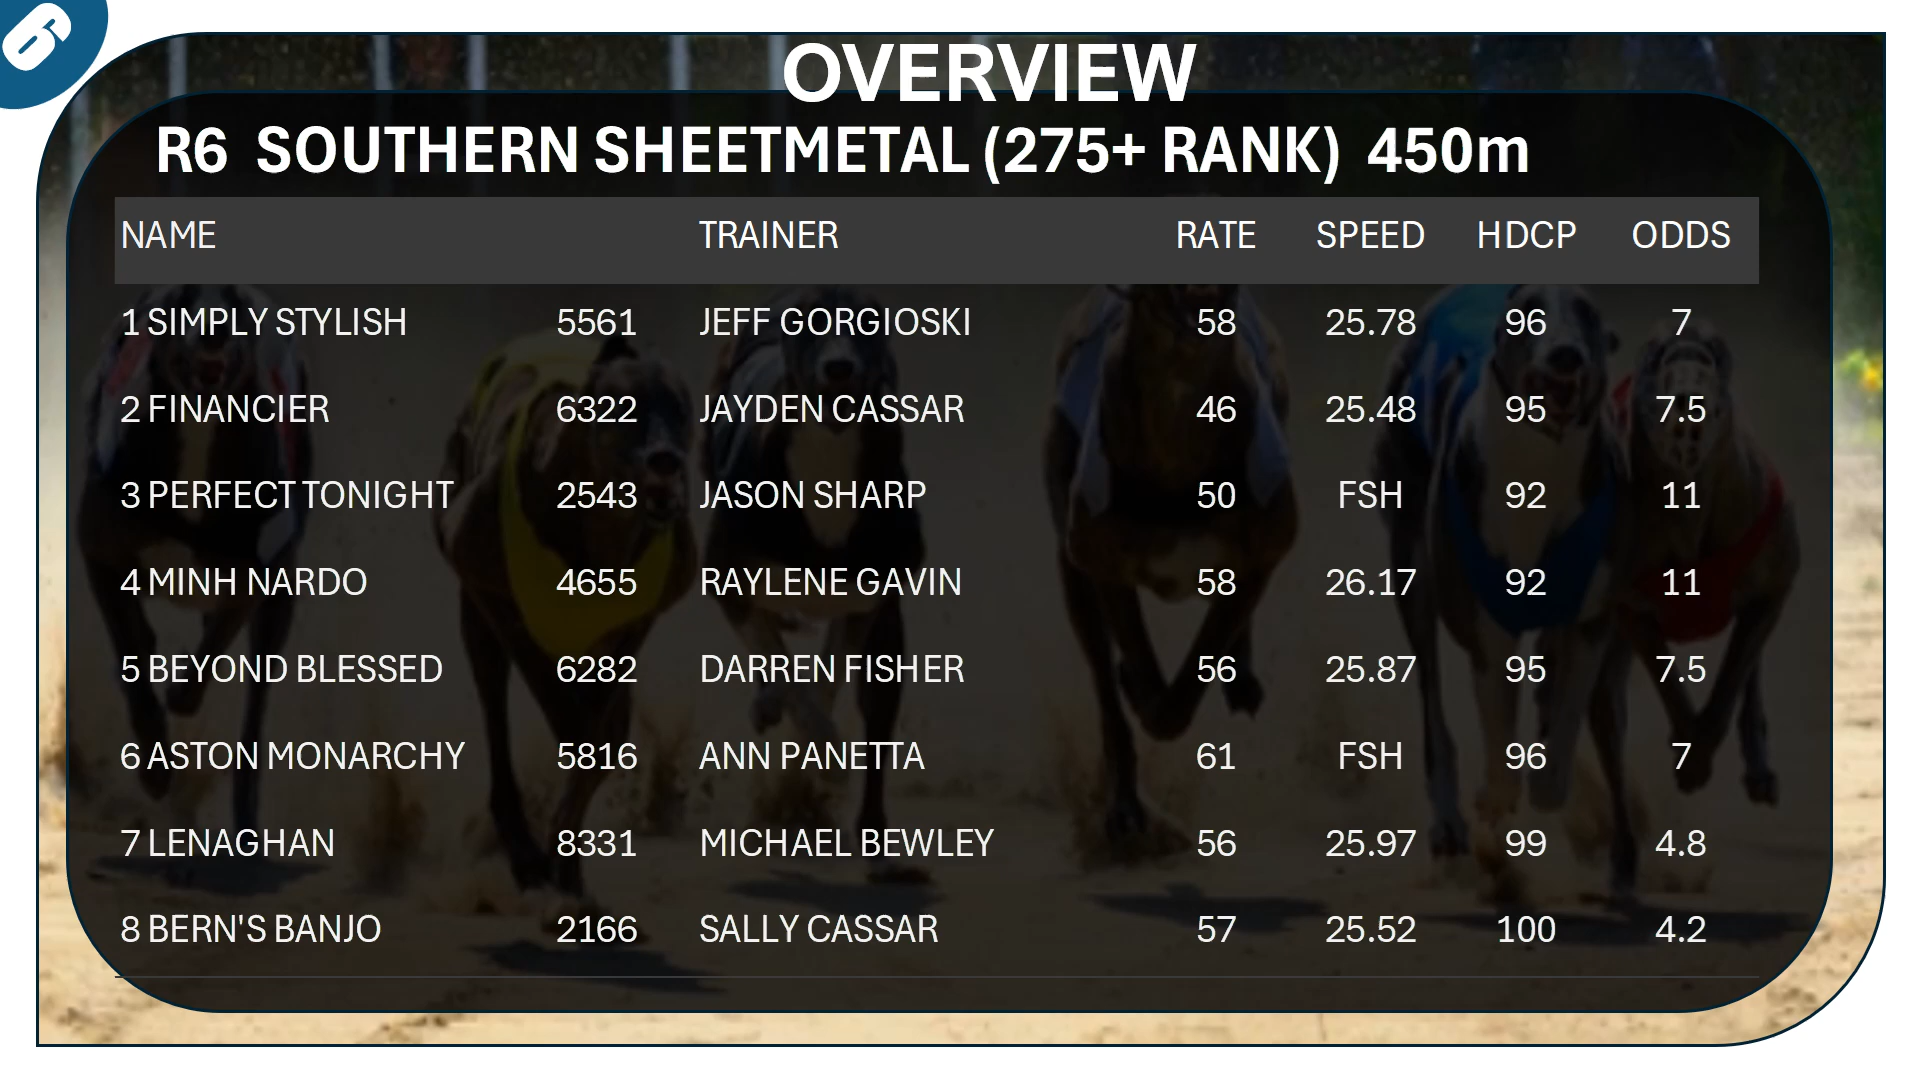 6
OVERVIEW
R6 SOUTHERN SHEETMETAL (275+ RANK) 450m
NAME TRAINER RATE SPEED HDCP ODDS
1 SIMPLY STYLISH 5561 JEFF GORGIOSKI 58 25.78 96 7
2 FINANCIER 6322 JAYDEN CASSAR 46 25.48 95 7.5
3 PERFECT TONIGHT 2543 JASON SHARP 50 FSH 92 11
4 MINH NARDO 4655 RAYLENE GAVIN 58 26.17 92 11
5 BEYOND BLESSED 6282 DARREN FISHER 56 25.87 95 7.5
6 ASTON MONARCHY 5816 ANN PANETTA 61 FSH 96 7
7 LENAGHAN 8331 MICHAEL BEWLEY 56 25.97 99 4.8
8 BERN'S BANJO 2166 SALLY CASSAR 57 25.52 100 4.2